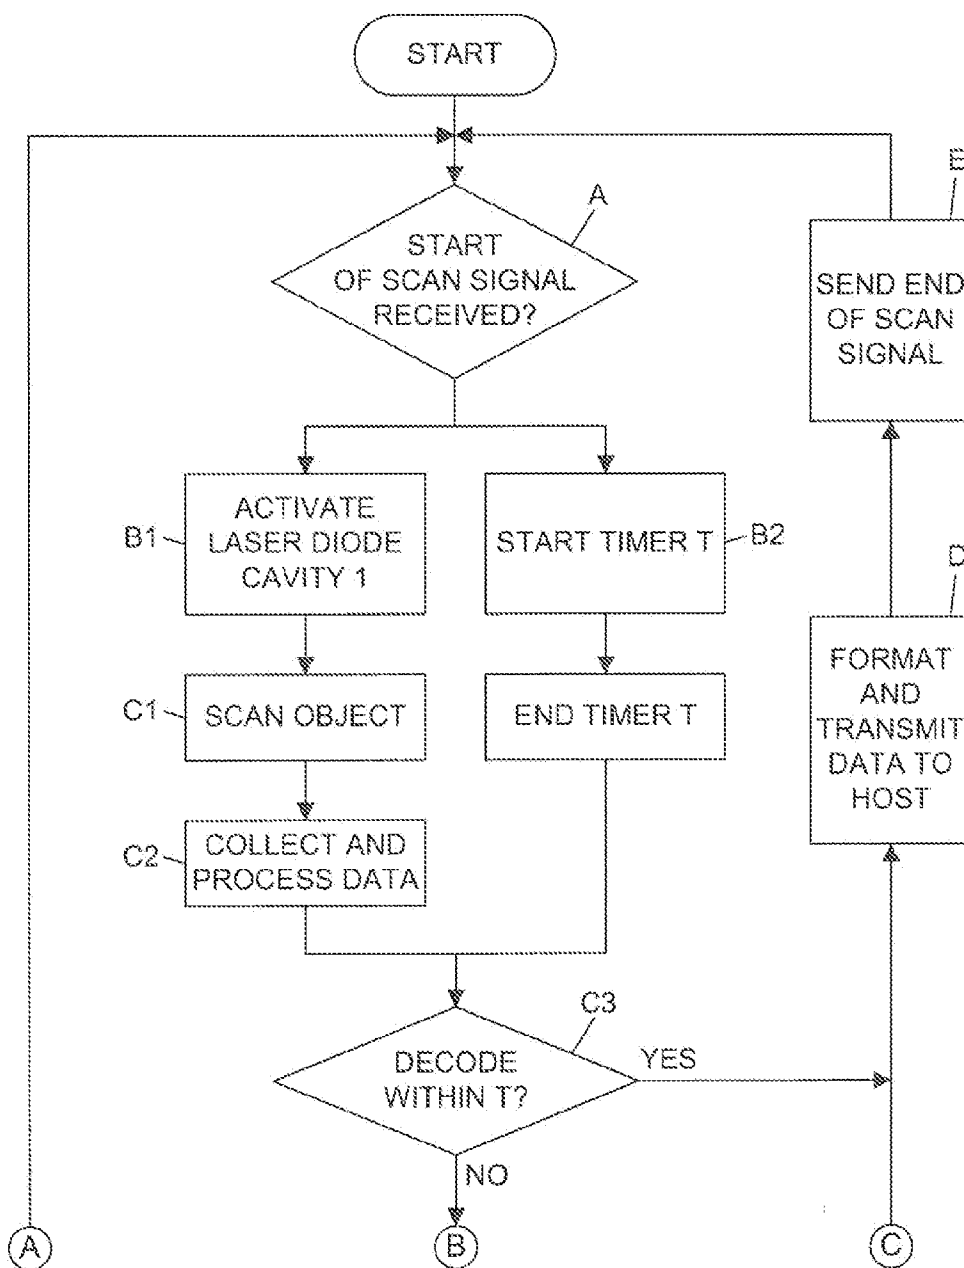 START
A
E
START
OF SCAN SIGNAL
RECEIVED?
SEND END
OF SCAN
SIGNAL
B1
ACTIVATE
LASER DIODE
CAVITY 1
START TIMER T
B2
D
C1
SCAN OBJECT
END TIMER T
FORMAT
AND
TRANSMIT
DATA TO
HOST
C2
COLLECT AND
PROCESS DATA
C3
DECODE
WITHIN T?
YES
NO
A
B
C